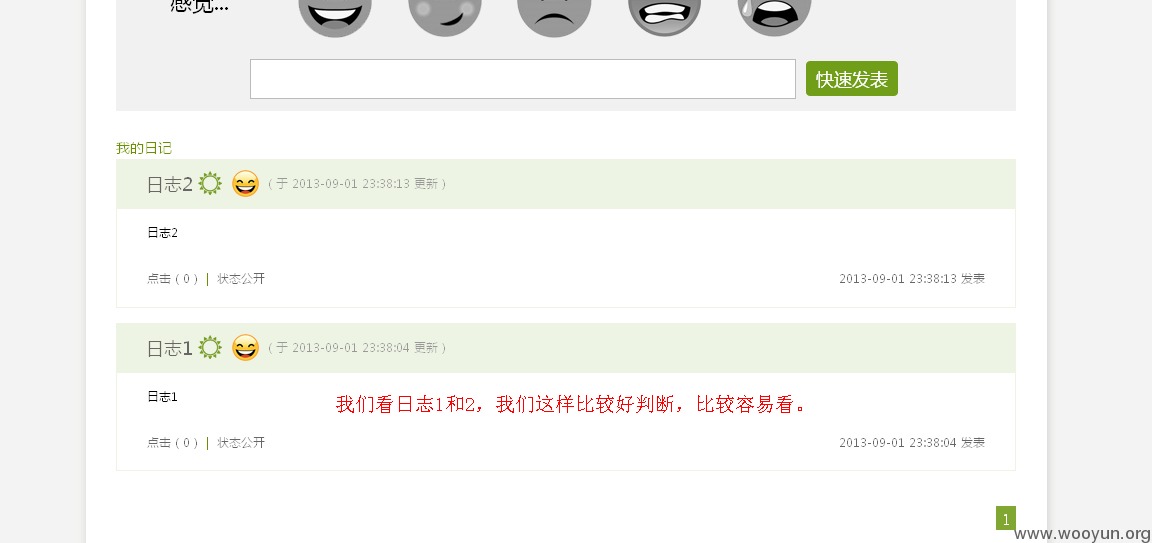 感觉...
快速发表
我的日记
日志2 ( 于 2013-09-01 23:38:13 更新 )
日志2
点击 ( 0 ) | 状态公开 2013-09-01 23:38:13 发表
日志1 ( 于 2013-09-01 23:38:04 更新 )
日志1
我们看日志1和2，我们这样比较好判断，比较容易看。
点击 ( 0 ) | 状态公开 2013-09-01 23:38:04 发表
1
www.wooyun.org